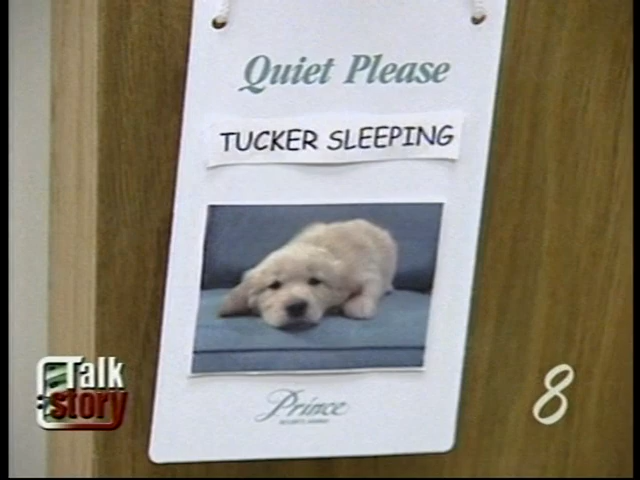 Quiet Please
TUCKER SLEEPING
Prince
Talk
story
8